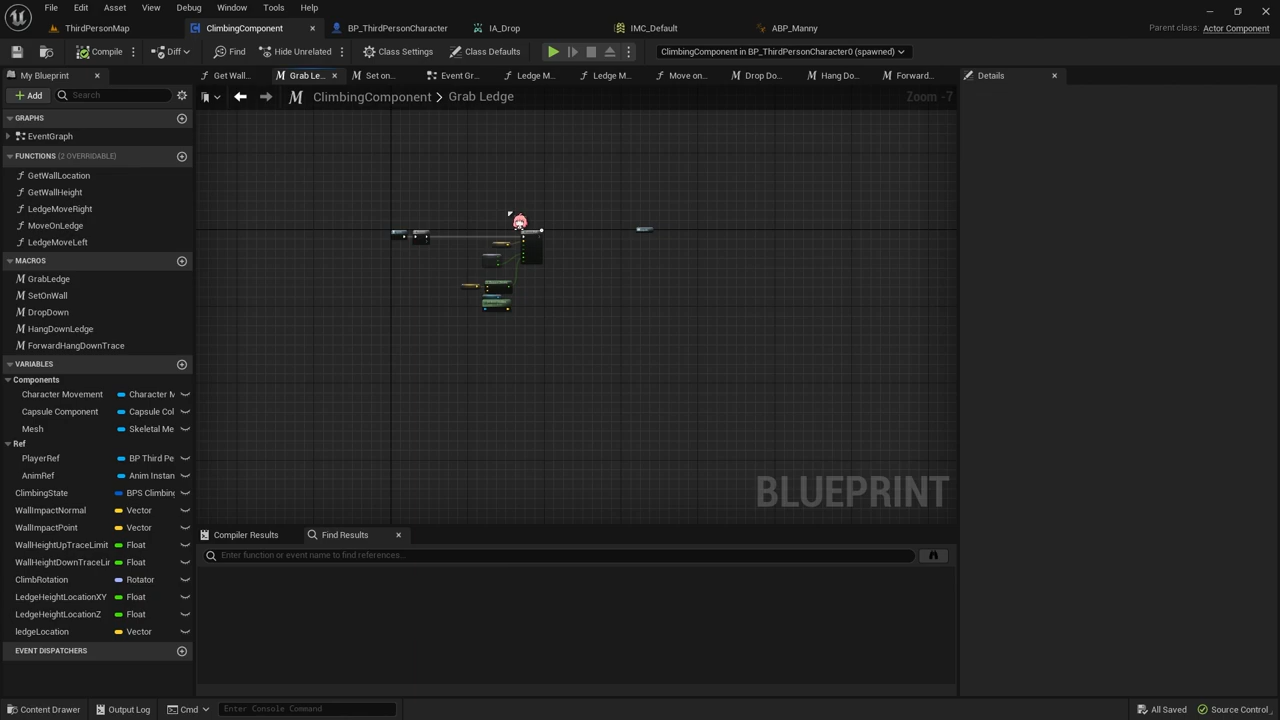 File Edit Asset View Debug Window Tools Help
ThirdPersonMap ClimbingComponent BP_ThirdPersonCharacter IA_Drop IMC_Default ABP_Manny
Parent class: Actor Component
Compile Diff Find Hide Unrelated Class Settings Class Defaults ClimbingComponent in BP_ThirdPersonCharacter0 (spawned)
My Blueprint Get Wall... Grab Le... Set on... Event Gr... Ledge M... Ledge M... Move on... Drop Do... Hang Do... Forward... Details
Add Search
ClimbingComponent > Grab Ledge Zoom -7
GRAPHS
EventGraph
FUNCTIONS (2 OVERRIDABLE)
GetWallLocation
GetWallHeight
LedgeMoveRight
MoveOnLedge
LedgeMoveLeft
MACROS
GrabLedge
SetOnWall
DropDown
HangDownLedge
ForwardHangDownTrace
VARIABLES
Components
Character Movement Character M
Capsule Component Capsule Col
Mesh Skeletal Me
Ref
PlayerRef BP Third Pe
AnimRef Anim Instan
ClimbingState BPS Climbing
WallImpactNormal Vector
WallImpactPoint Vector
WallHeightUpTraceLimit Float
WallHeightDownTraceLir Float
ClimbRotation Rotator
LedgeHeightLocationXY Float
LedgeHeightLocationZ Float
ledgeLocation Vector
EVENT DISPATCHERS
BLUEPRINT
Compiler Results Find Results
Enter function or event name to find references...
Content Drawer Output Log Cmd Enter Console Command All Saved Source Control